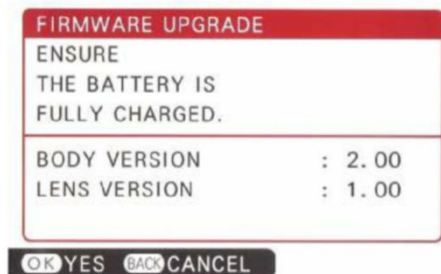 FIRMWARE UPGRADE
ENSURE
THE BATTERY IS
FULLY CHARGED.
BODY VERSION : 2.00
LENS VERSION : 1.00
OK YES BACK CANCEL